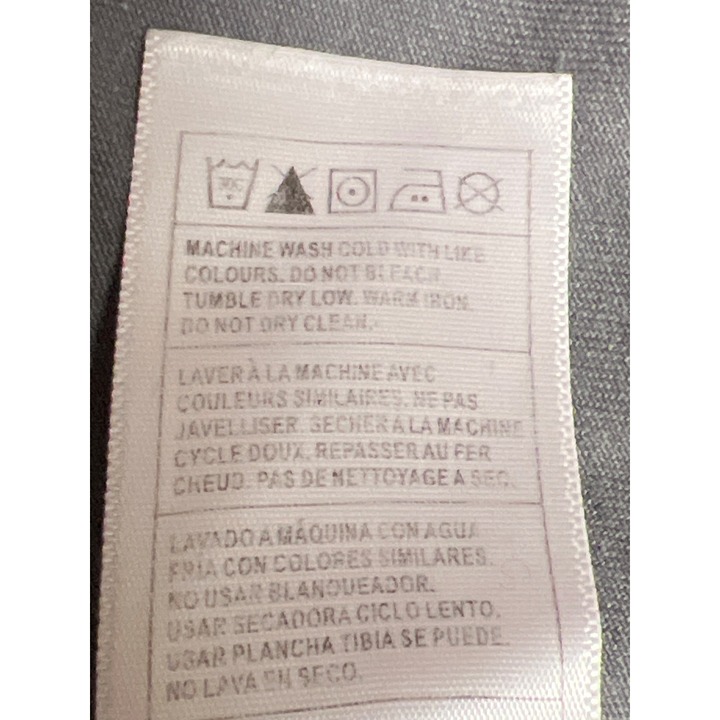 MACHINE WASH COLD WITH LIKE
COLOURS. DO NOT BLEACH
TUMBLE DRY LOW. WARM IRON.
DO NOT DRY CLEAN.
LAVER À LA MACHINE AVEC
COULEURS SIMILAIRES. NE PAS
JAVELLISER. SECHER A LA MACHINE
CYCLE DOUX. REPASSER AU FER
CHEUD. PAS DE NETTOYAGE A SEC.
LAVADO A MÁQUINA CON AGUA
FRIA CON COLORES SIMILARES.
NO USAR BLANQUEADOR.
USAR SECADORA CICLO LENTO.
USAR PLANCHA TIBIA SE PUEDE.
NO LAVA EN SECO.